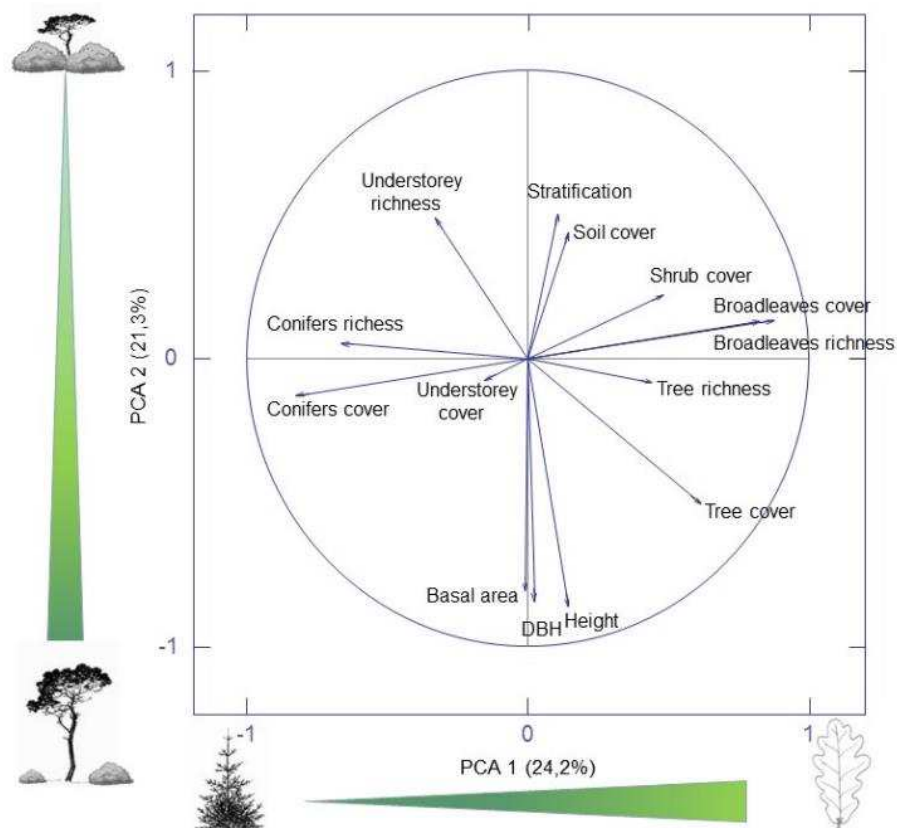 1
Understorey
richness
Stratification
Soil cover
Shrub cover
Broadleaves cover
Conifers richess
Broadleaves richness
0
Understorey
cover
Tree richness
Conifers cover
PCA 2 (21,3%)
Tree cover
Basal area
DBH
Height
-1
-1
0
1
PCA 1 (24,2%)